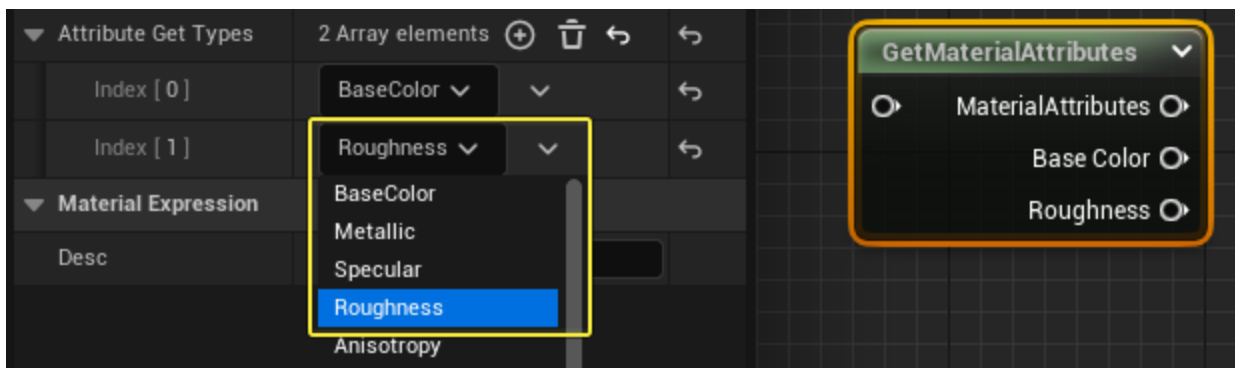 Attribute Get Types 2 Array elements
Index [ 0 ] BaseColor
Index [ 1 ] Roughness
BaseColor
Material Expression
Metallic
Desc
Specular
Roughness
Anisotropy
GetMaterialAttributes
MaterialAttributes
Base Color
Roughness